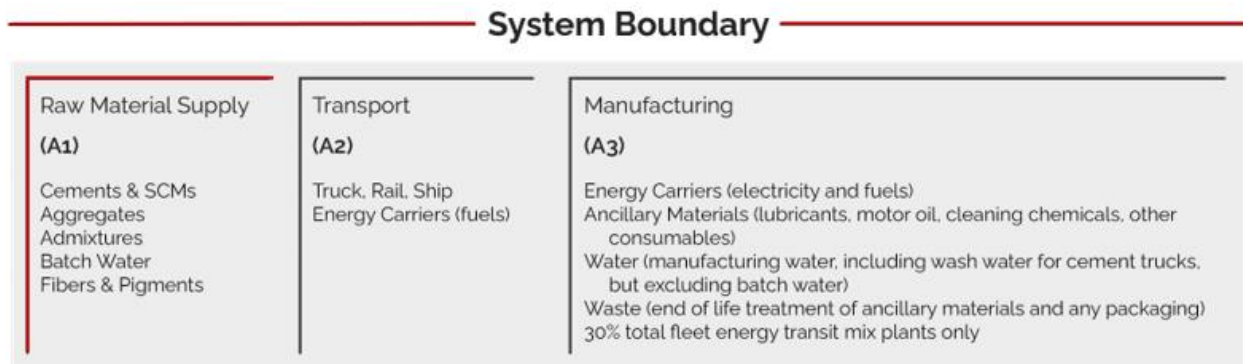 System Boundary
Raw Material Supply
(A1)
Cements & SCMs
Aggregates
Admixtures
Batch Water
Fibers & Pigments
Transport
(A2)
Truck, Rail, Ship
Energy Carriers (fuels)
Manufacturing
(A3)
Energy Carriers (electricity and fuels)
Ancillary Materials (lubricants, motor oil, cleaning chemicals, other
consumables)
Water (manufacturing water, including wash water for cement trucks,
but excluding batch water)
Waste (end of life treatment of ancillary materials and any packaging)
30% total fleet energy transit mix plants only